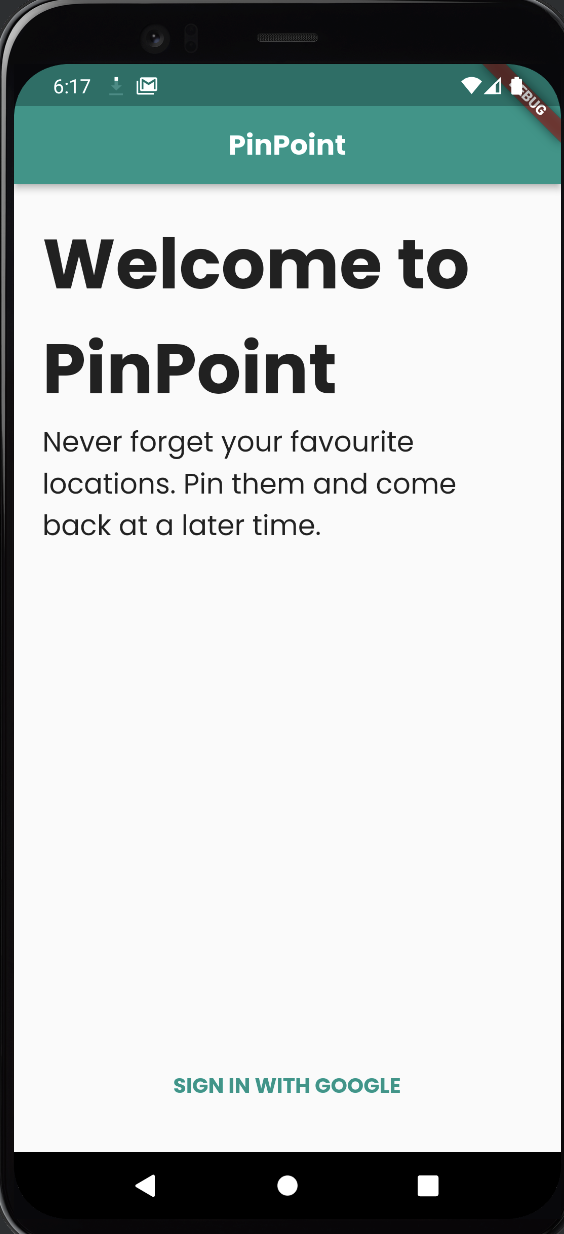 6:17
PinPoint
Welcome to
PinPoint
Never forget your favourite
locations. Pin them and come
back at a later time.
SIGN IN WITH GOOGLE